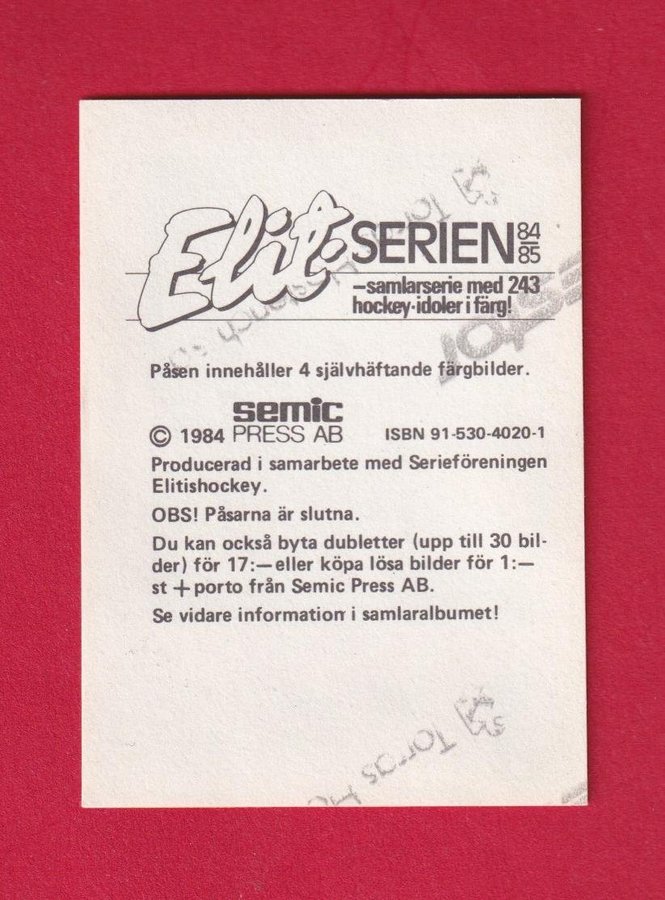 Elit-SERIEN 84/85
–samlarserie med 243
hockey-idoler i färg!
Påsen innehåller 4 självhäftande färgbilder.
semic
© 1984 PRESS AB ISBN 91-530-4020-1
Producerad i samarbete med Serieföreningen
Elitishockey.
OBS! Påsarna är slutna.
Du kan också byta dubletter (upp till 30 bil-
der) för 17:— eller köpa lösa bilder för 1:—
st + porto från Semic Press AB.
Se vidare information i samlaralbumet!